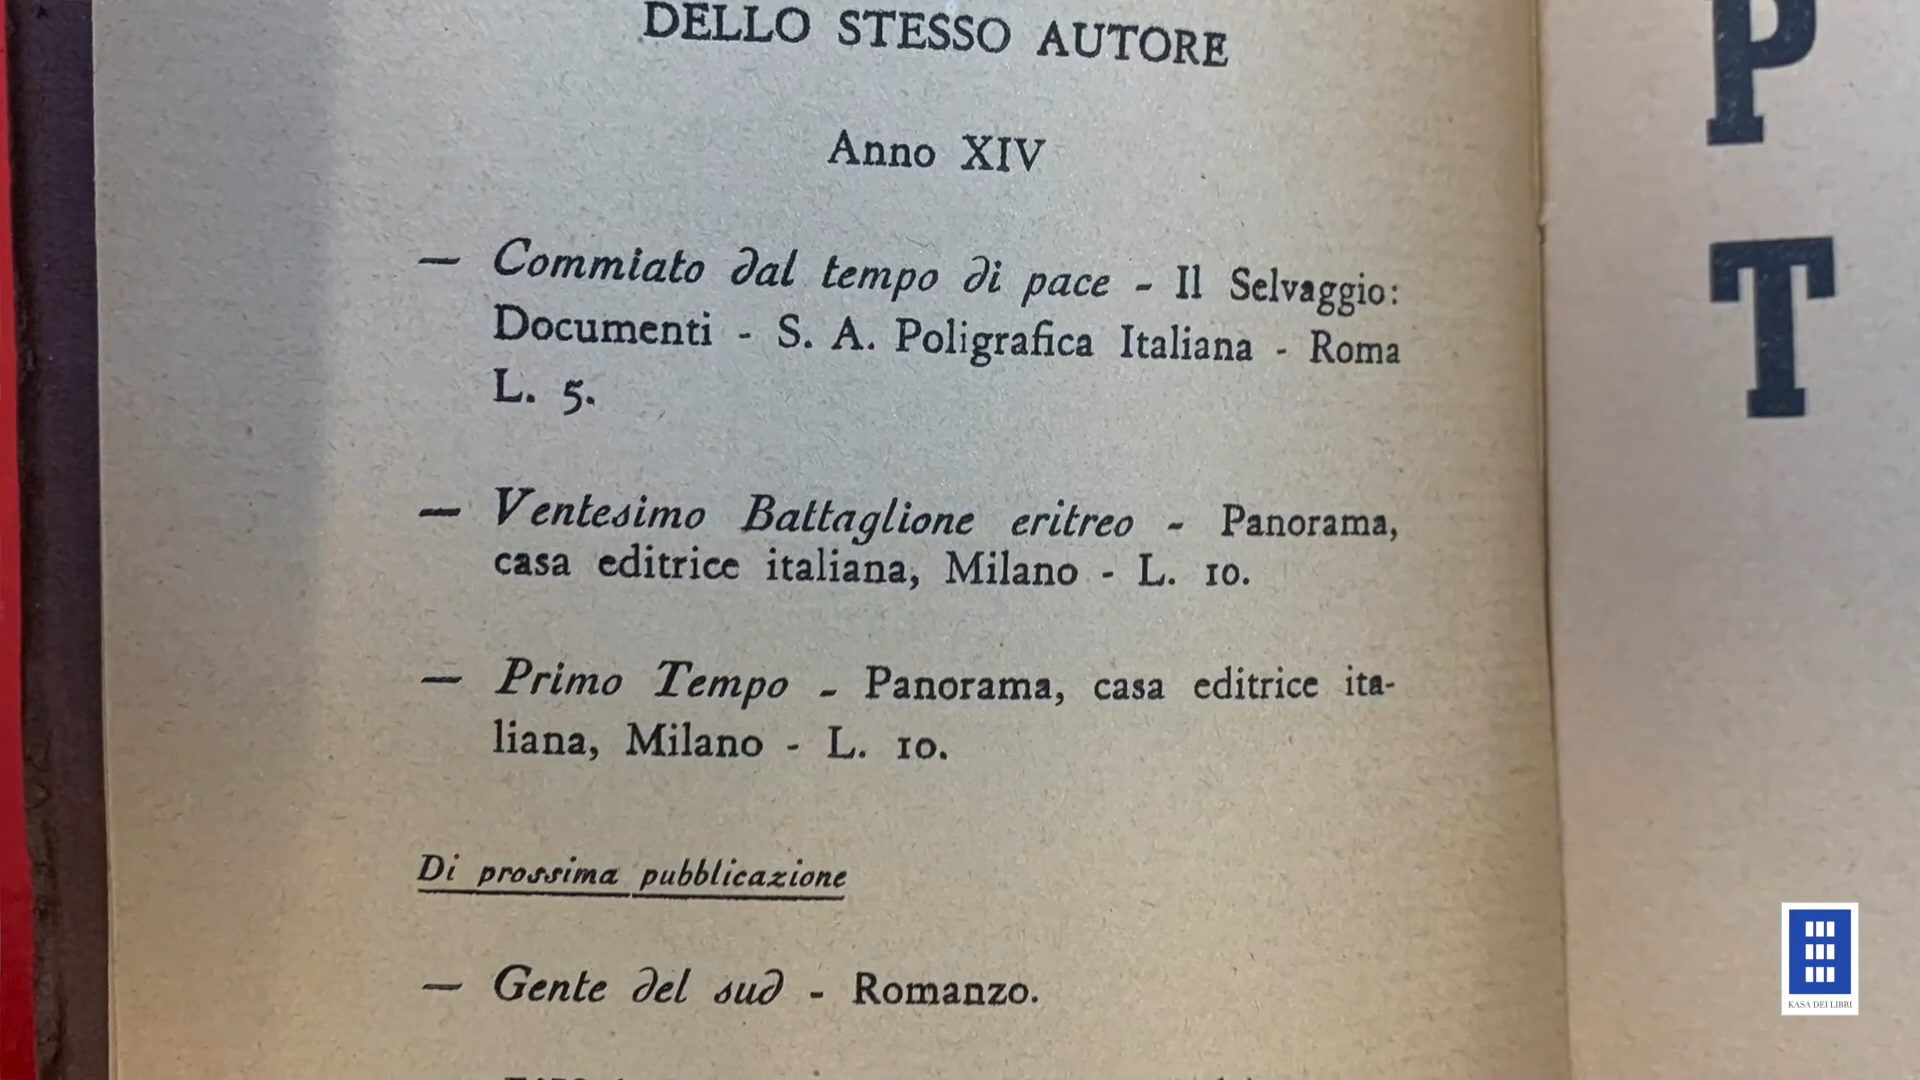 DELLO STESSO AUTORE
Anno XIV
— Commiato dal tempo di pace - Il Selvaggio:
Documenti - S. A. Poligrafica Italiana - Roma
L. 5.
— Ventesimo Battaglione eritreo - Panorama,
casa editrice italiana, Milano - L. 10.
— Primo Tempo - Panorama, casa editrice ita-
liana, Milano - L. 10.
Di prossima pubblicazione
— Gente del sud - Romanzo.
P
T
KASA DEI LIBRI